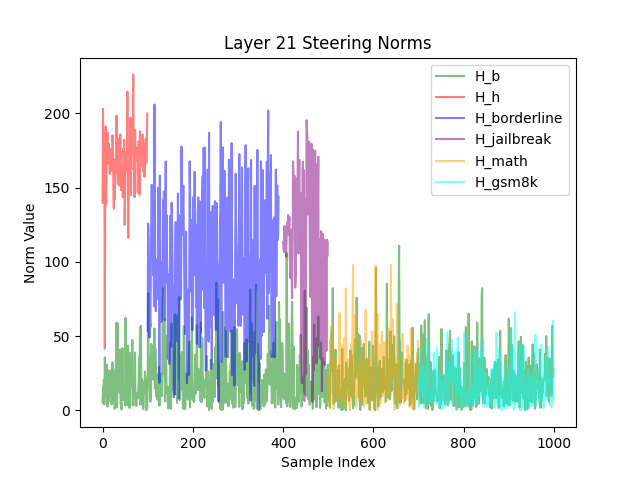 Layer 21 Steering Norms
H_b
H_h
H_borderline
H_jailbreak
H_math
H_gsm8k
Norm Value
200
150
100
50
0
0
200
400
600
800
1000
Sample Index